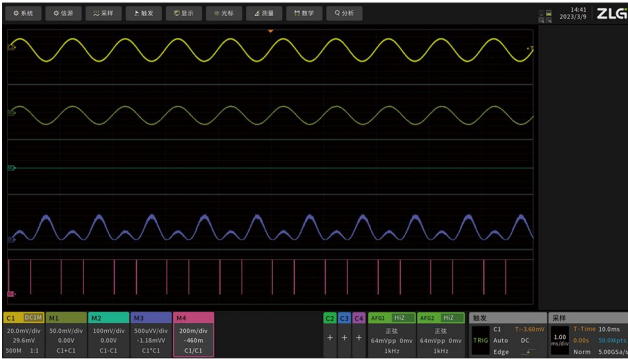 系统 信源 采样 触发 显示 光标 测量 数学 分析
14:41
2023/3/9
ZLG
C1 DC1M
20.0mV/div
29.6mV
500M 1:1
M1
50.0mV/div
0.00V
C1+C1
M2
100mV/div
0.00V
C1-C1
M3
500uVV/div
-1.18mVV
C1*C1
M4
200m/div
-460m
C1/C1
C2 C3 C4
+ + +
AFG1 HiZ
正弦
64mVpp 0mv
1kHz
AFG2 HiZ
正弦
64mVpp 0mv
1kHz
触发
TRIG
C1 T:-3.60mV
Auto DC
Edge
采样
1.00
ms/div
T-Time 10.0ms
0.00s 50.0Mpts
Norm 5.00GSa/s